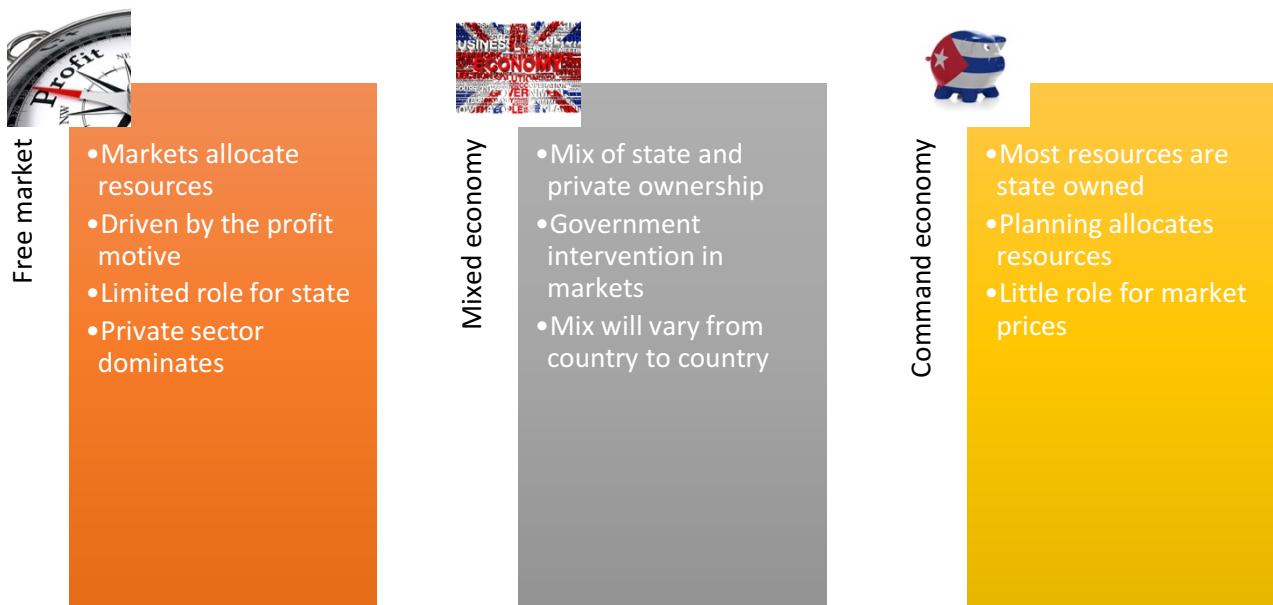 Profit
NE
NW
Free market
•Markets allocate
resources
•Driven by the profit
motive
•Limited role for state
•Private sector
dominates
ECONOMY
Mixed economy
•Mix of state and
private ownership
•Government
intervention in
markets
•Mix will vary from
country to country
Command economy
•Most resources are
state owned
•Planning allocates
resources
•Little role for market
prices